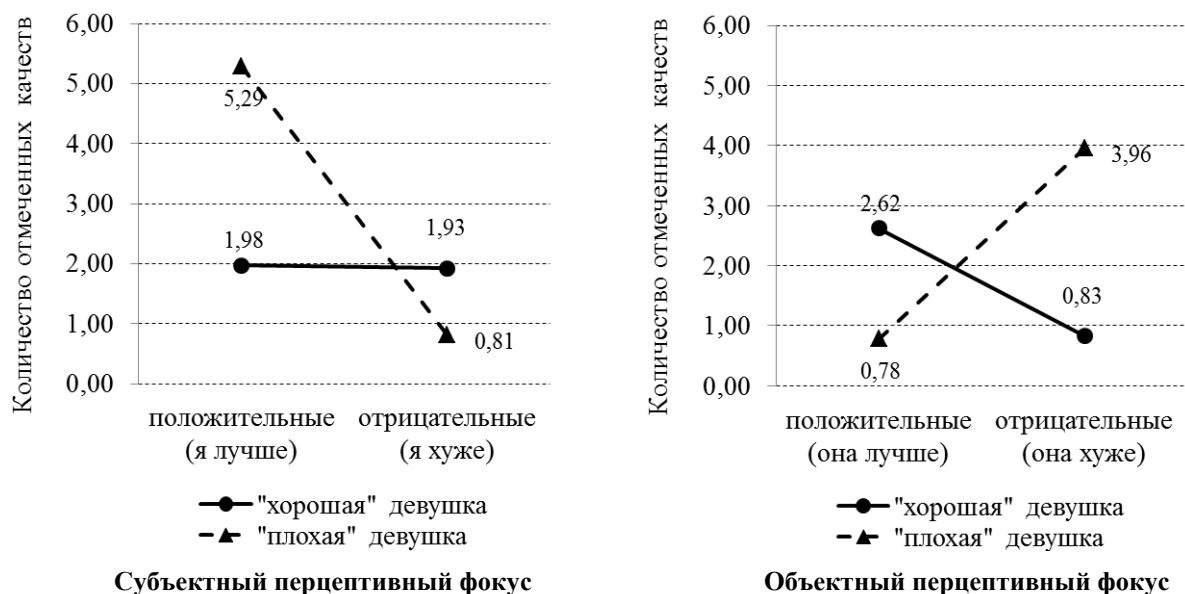 Количество отмеченных качеств
6,00
5,00
4,00
3,00
2,00
1,00
0,00
5,29
1,98
1,93
0,81
положительные
(я лучше)
отрицательные
(я хуже)
"хорошая" девушка
"плохая" девушка
Субъектный перцептивный фокус
Количество отмеченных качеств
6,00
5,00
4,00
3,00
2,00
1,00
0,00
3,96
2,62
0,83
0,78
положительные
(она лучше)
отрицательные
(она хуже)
"хорошая" девушка
"плохая" девушка
Объектный перцептивный фокус